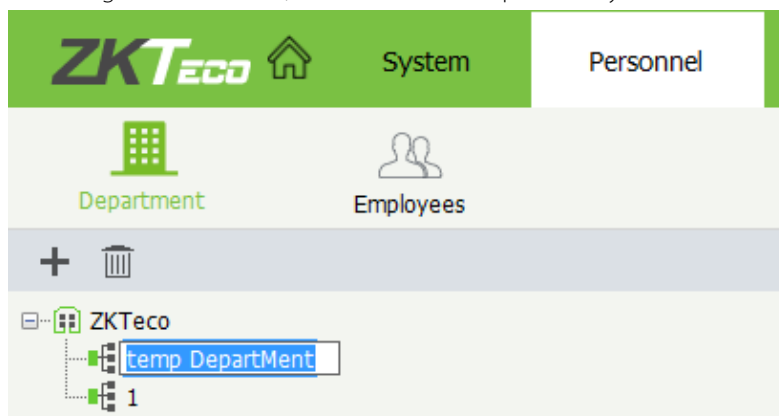 ZKTeco System Personnel
Department Employees
ZKTeco
temp DepartMent
1